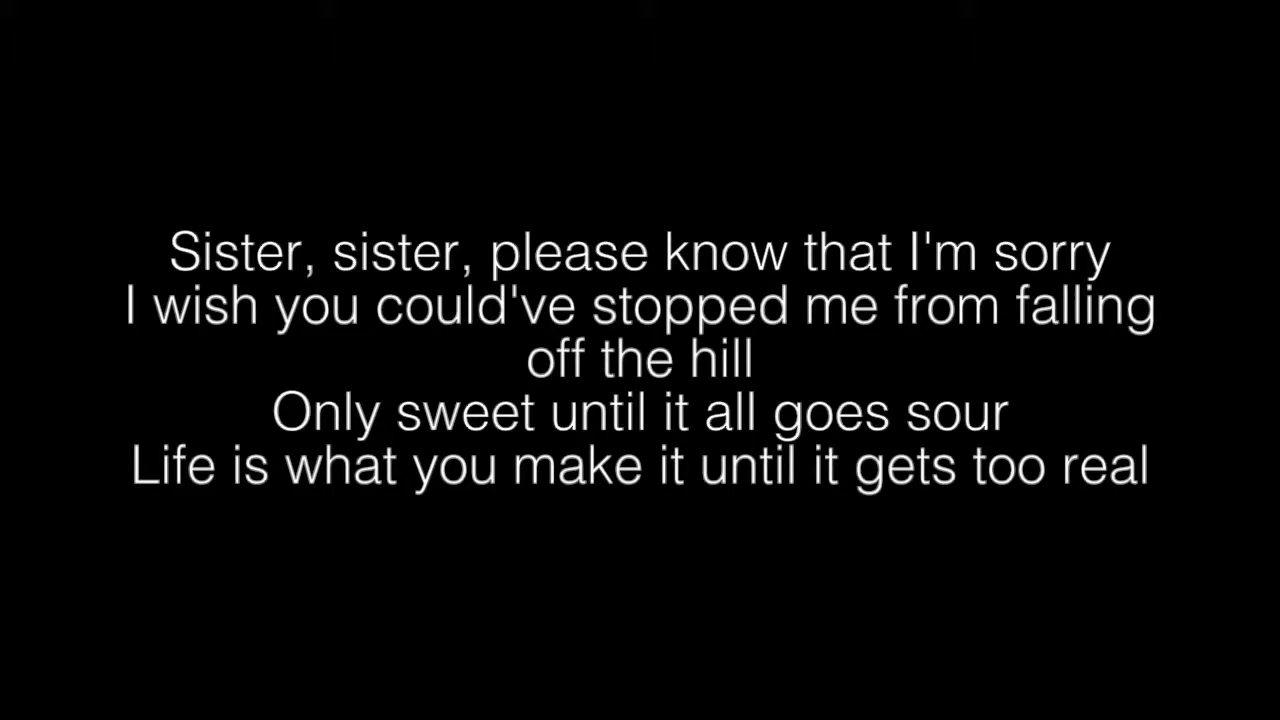 Sister, sister, please know that I'm sorry
I wish you could've stopped me from falling
off the hill
Only sweet until it all goes sour
Life is what you make it until it gets too real